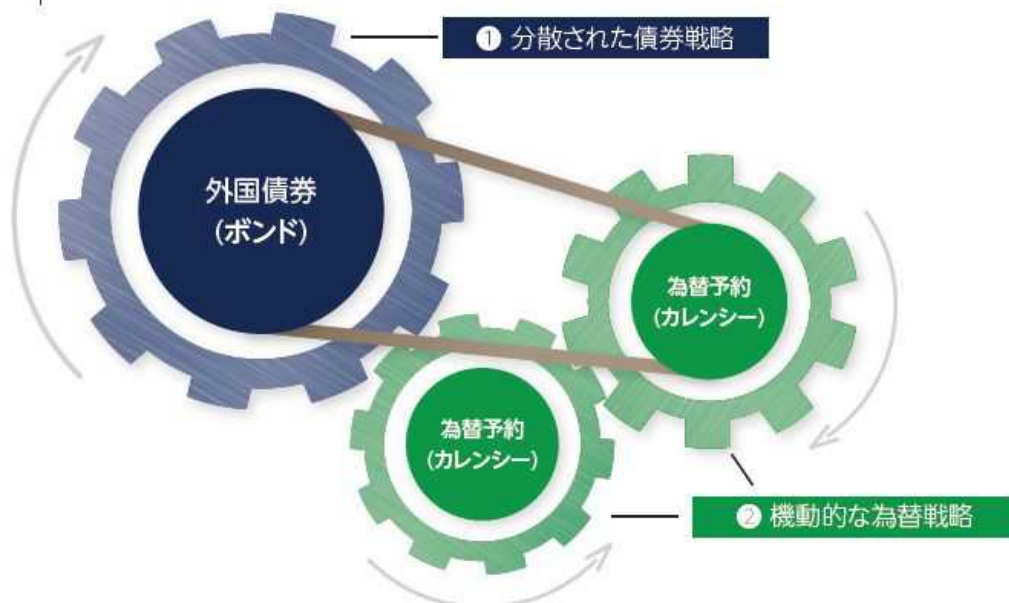 ❶ 分散された債券戦略
外国債券
(ボンド)
為替予約
(カレンシー)
為替予約
(カレンシー)
❷ 機動的な為替戦略